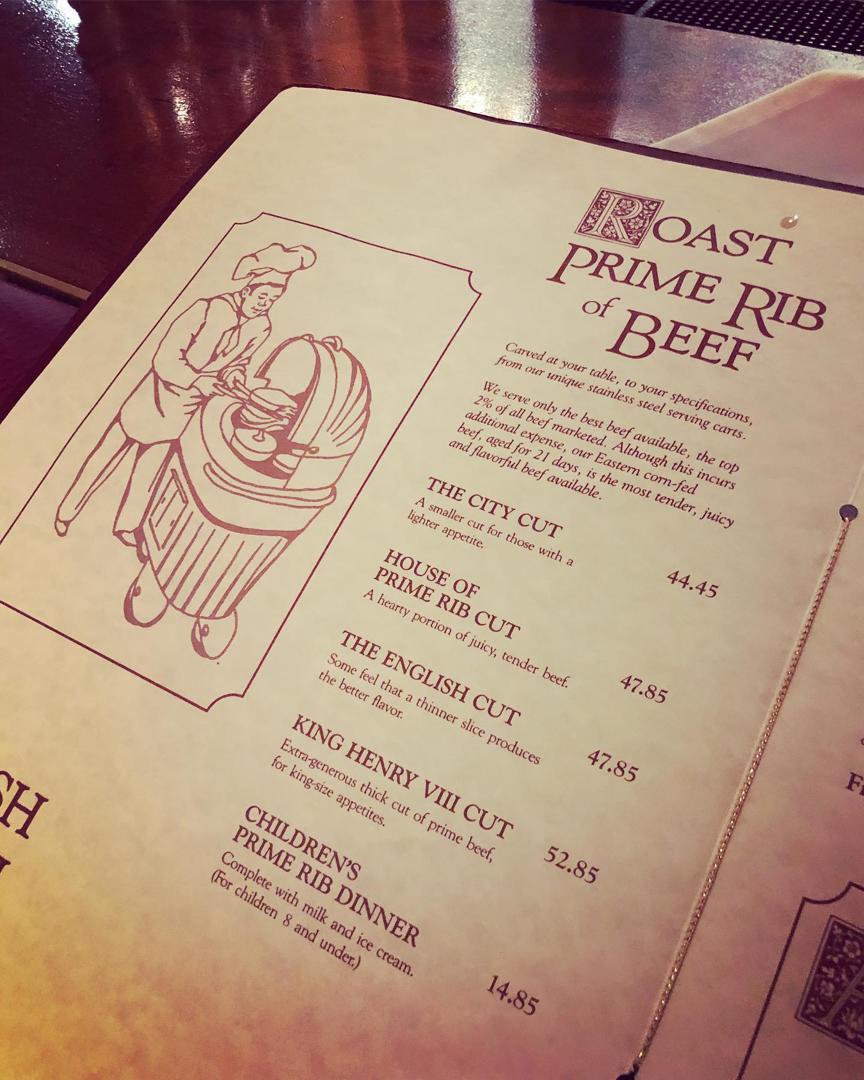 ROAST
PRIME RIB
of BEEF
Carved at your table, to your specifications,
from our unique stainless steel serving carts.
We serve only the best beef available, the top
2% of all beef marketed. Although this incurs
additional expense, our Eastern corn-fed
beef, aged for 21 days, is the most tender, juicy
and flavorful beef available.
THE CITY CUT
A smaller cut for those with a
lighter appetite.
44.45
HOUSE OF
PRIME RIB CUT
A hearty portion of juicy, tender beef.
47.85
THE ENGLISH CUT
Some feel that a thinner slice produces
the better flavor.
47.85
KING HENRY VIII CUT
Extra-generous thick cut of prime beef,
for king-size appetites.
52.85
CHILDREN'S
PRIME RIB DINNER
Complete with milk and ice cream.
(For children 8 and under.)
14.85